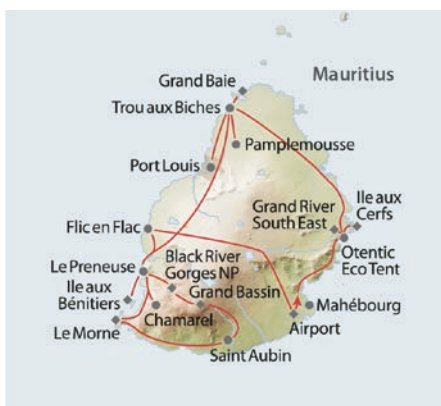 Grand Baie
Mauritius
Trou aux Biches
Pamplemousse
Port Louis
Grand River
South East
Ile aux
Cerfs
Flic en Flac
Otentic
Eco Tent
Black River
Gorges NP
Le Preneuse
Ile aux
Bénitiers
Grand Bassin
Mahébourg
Chamarel
Le Morne
Airport
Saint Aubin